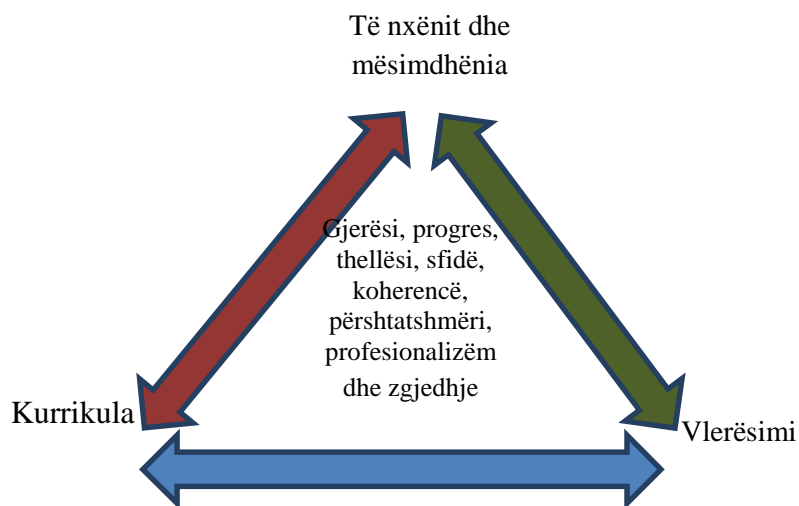 Të nxënit dhe
mësimdhënia
Gjerësi, progres,
thellësi, sfidë,
koherencë,
përshtatshmëri,
profesionalizëm
dhe zgjedhje
Kurrikula
Vlerësimi